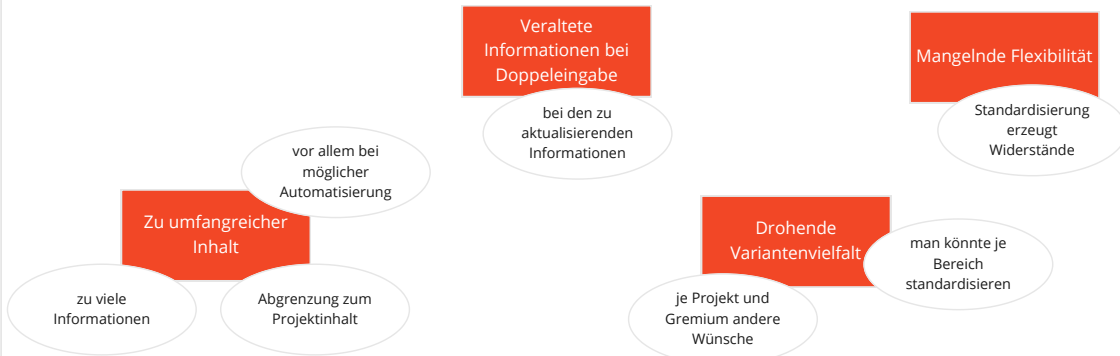 Veraltete
Informationen bei
Doppeleingabe
bei den zu
aktualisierenden
Informationen
Mangelnde Flexibilität
Standardisierung
erzeugt
Widerstände
vor allem bei
möglicher
Automatisierung
Zu umfangreicher
Inhalt
zu viele
Informationen
Abgrenzung zum
Projektinhalt
Drohende
Variantenvielfalt
man könnte je
Bereich
standardisieren
je Projekt und
Gremium andere
Wünsche